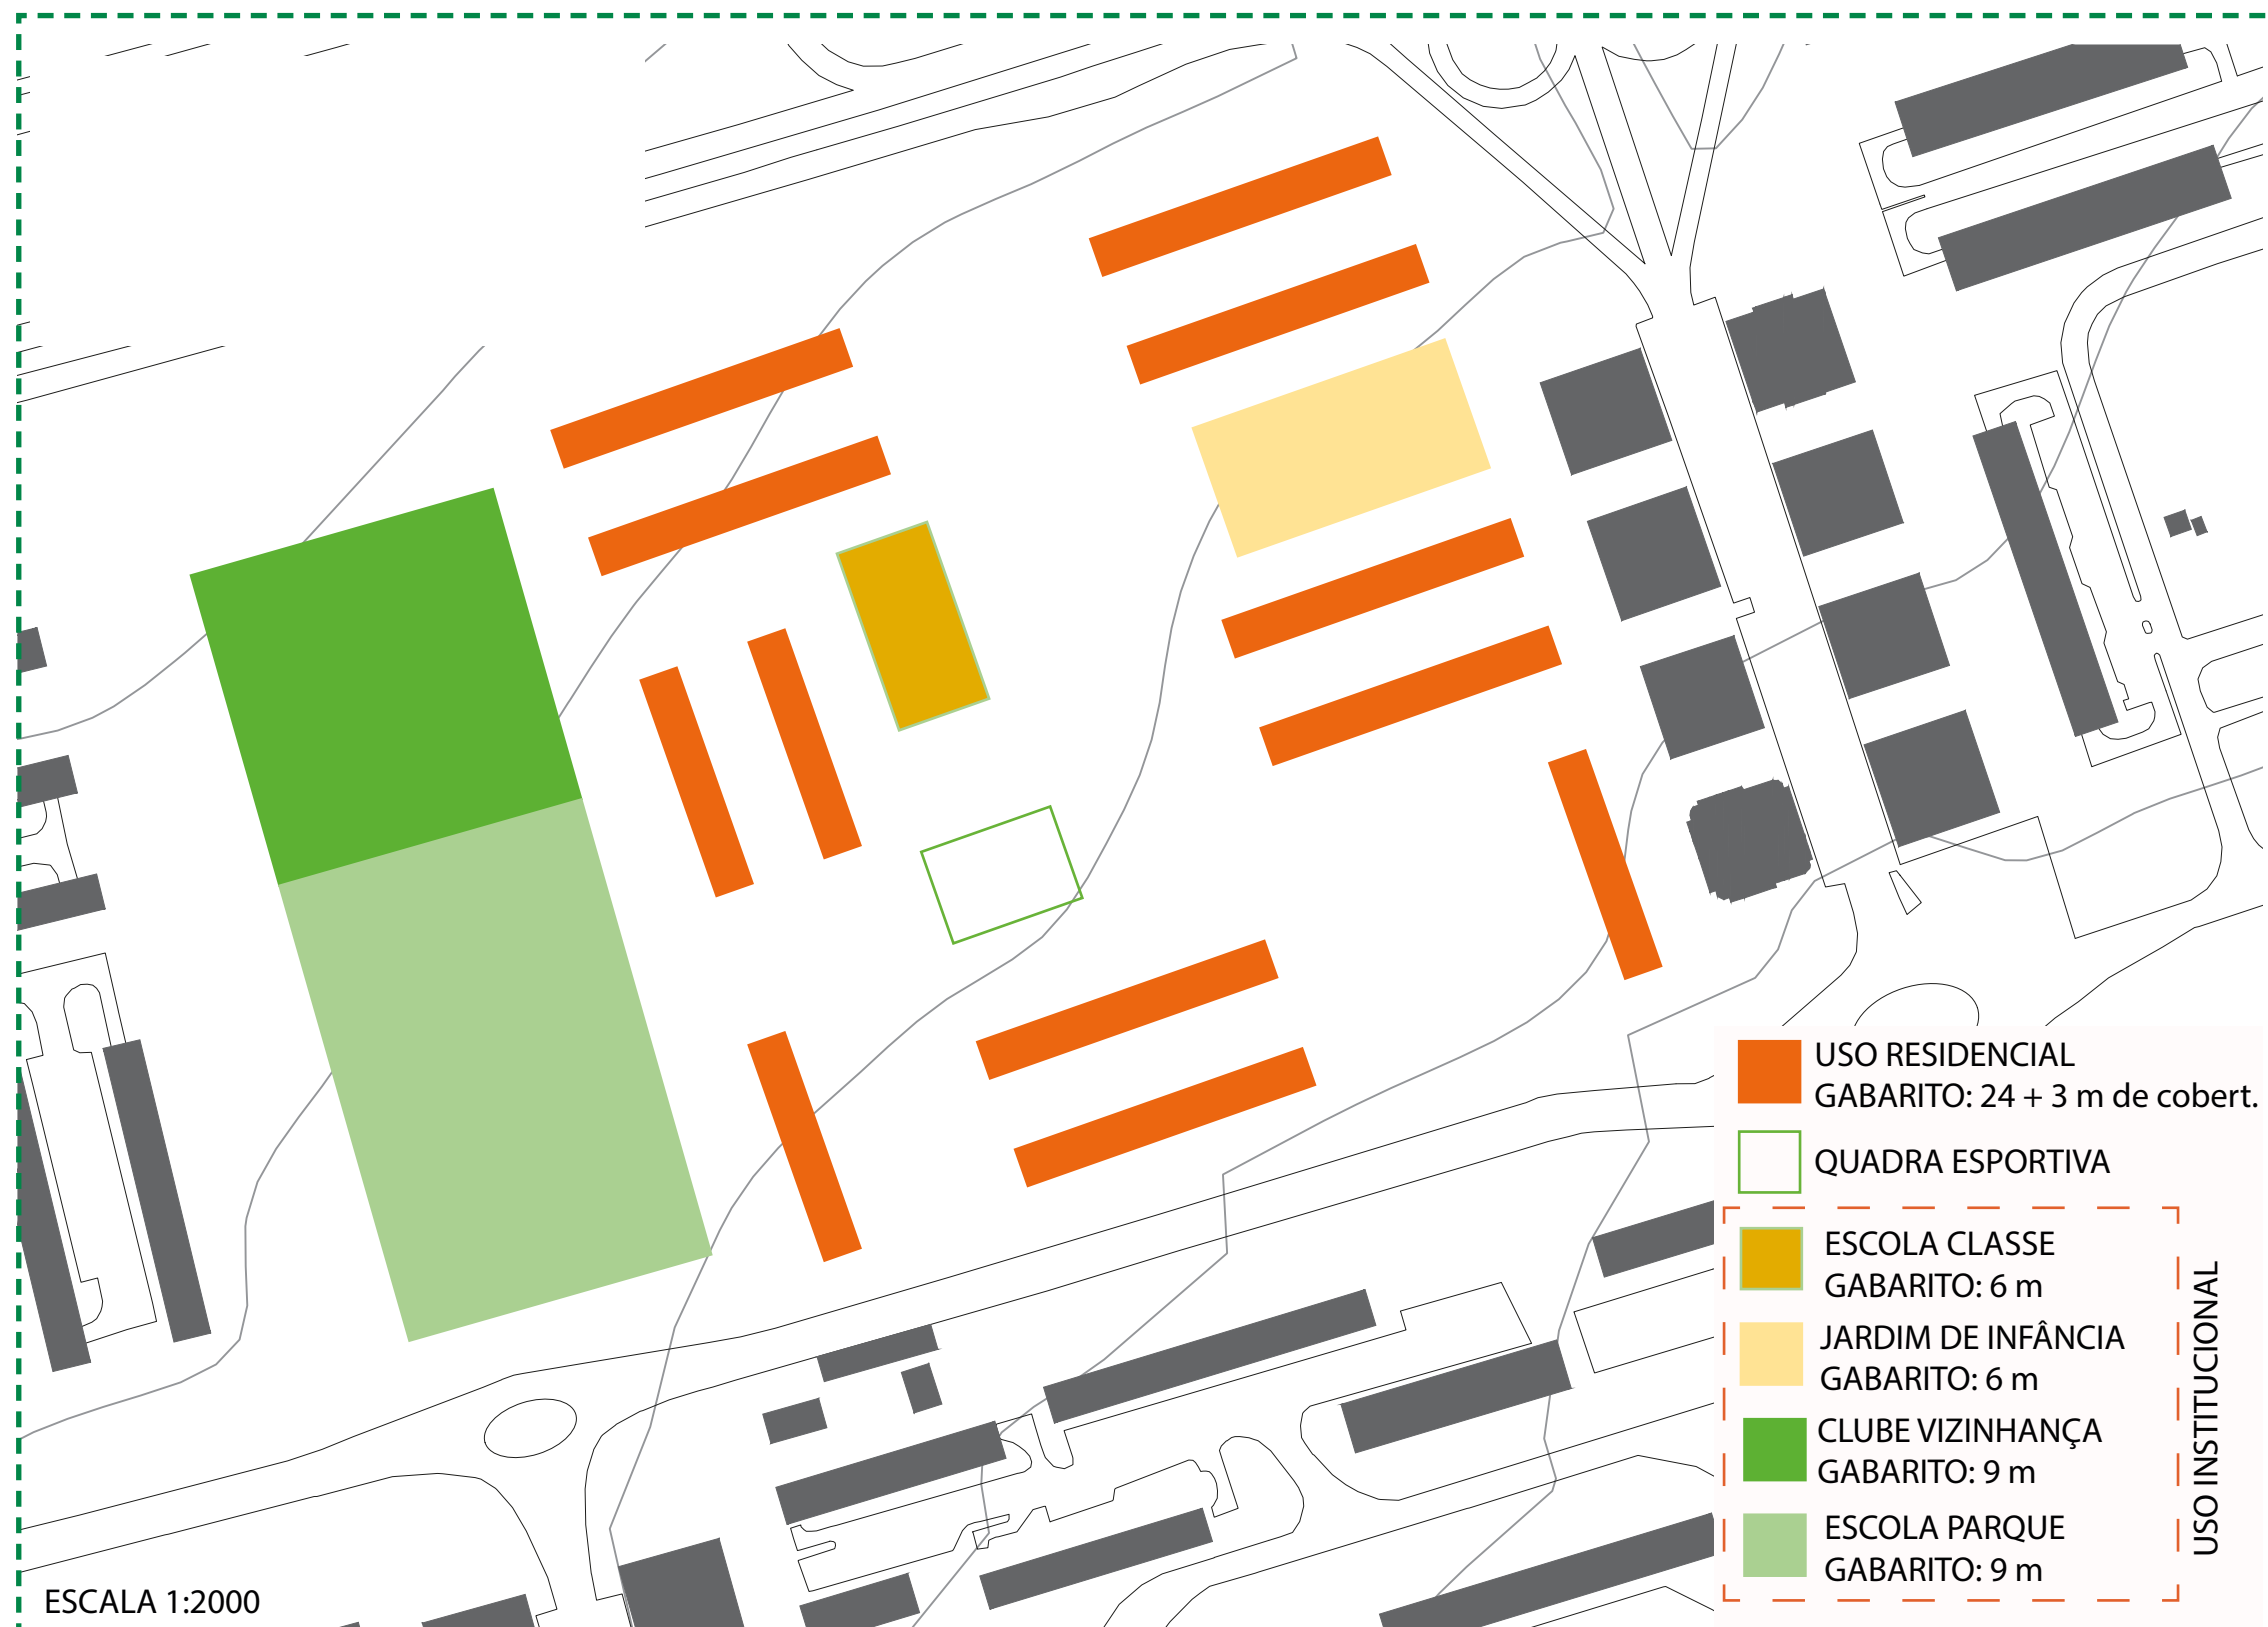 USO RESIDENCIAL
GABARITO: 24 + 3 m de cobert.
QUADRA ESPORTIVA
ESCOLA CLASSE
GABARITO: 6 m
JARDIM DE INFÂNCIA
GABARITO: 6 m
CLUBE VIZINHANÇA
GABARITO: 9 m
ESCOLA PARQUE
GABARITO: 9 m
USO INSTITUCIONAL
ESCALA 1:2000